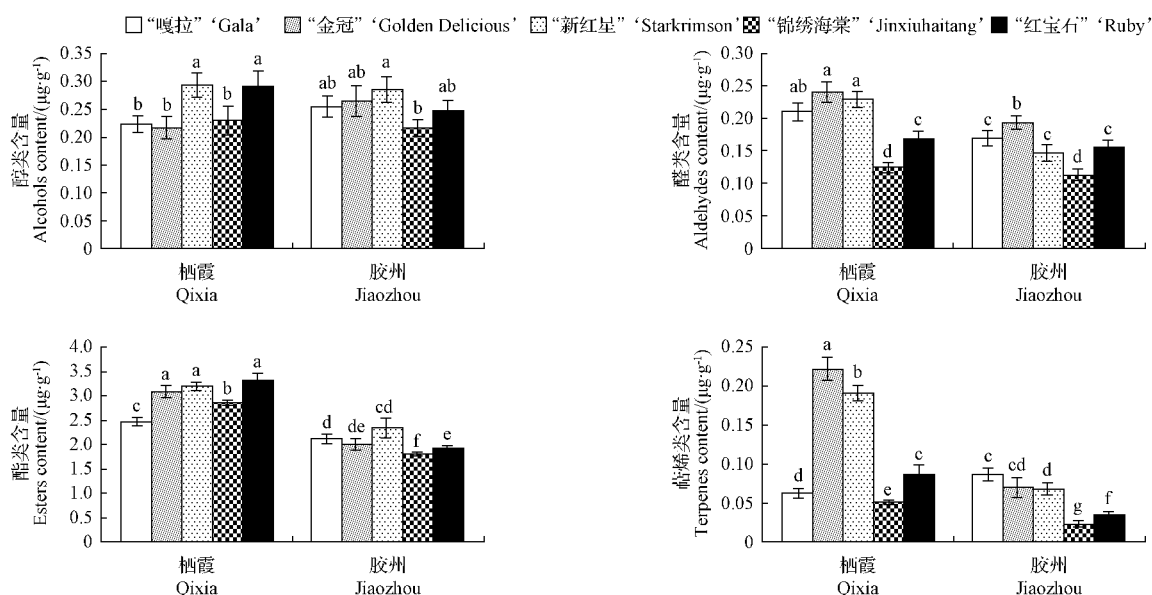 “嘎拉” ‘Gala’ “金冠” ‘Golden Delicious’ “新红星” ‘Starkrimson’ “锦绣海棠” ‘Jinxiuhaitang’ “红宝石” ‘Ruby’
醇类含量
Alcohols content/(μg·g⁻¹)
0.35
0.30
0.25
0.20
0.15
0.10
0.05
0
b b a b a
ab ab a b ab
栖霞
Qixia
胶州
Jiaozhou
醛类含量
Aldehydes content/(μg·g⁻¹)
0.30
0.25
0.20
0.15
0.10
0.05
0
ab a a d c
c b c d c
栖霞
Qixia
胶州
Jiaozhou
酯类含量
Esters content/(μg·g⁻¹)
4.0
3.5
3.0
2.5
2.0
1.5
1.0
0.5
0
c a a b a
d de cd f e
栖霞
Qixia
胶州
Jiaozhou
萜烯类含量
Terpenes content/(μg·g⁻¹)
0.25
0.20
0.15
0.10
0.05
0
d a b e c
c cd d g f
栖霞
Qixia
胶州
Jiaozhou